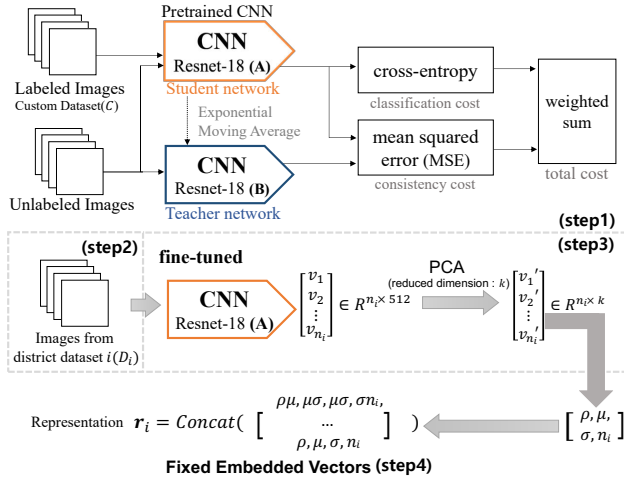 Pretrained CNN
CNN
Resnet-18 (A)
Student network
Labeled Images
Custom Dataset(C)
Exponential
Moving Average
Unlabeled Images
CNN
Resnet-18 (B)
Teacher network
cross-entropy
classification cost
mean squared
error (MSE)
consistency cost
weighted
sum
total cost
(step1)
(step2)
Images from
district dataset i(D_i)
(step3)
fine-tuned
CNN
Resnet-18 (A)
[v_1
v_2
⋮
v_{n_i}] ∈ R^{n_i × 512}
PCA
(reduced dimension : k)
[v_1′
v_2′
⋮
v_{n_i}′] ∈ R^{n_i × k}
[ρ, μ,
σ, n_i]
Representation r_i = Concat( [ρμ, μσ, μσ, σn_i,
...
ρ, μ, σ, n_i] )
Fixed Embedded Vectors (step4)